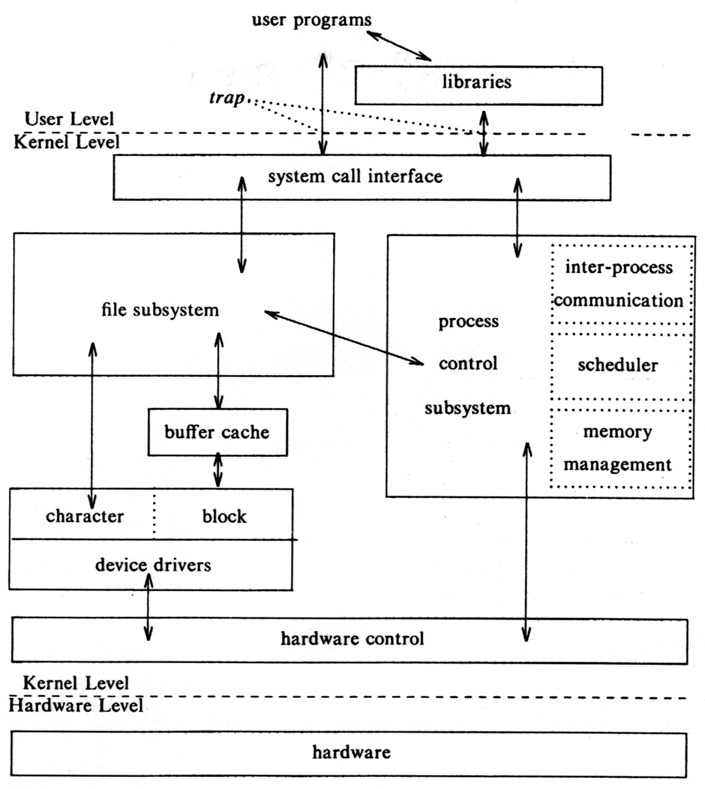 user programs
libraries
trap
User Level
Kernel Level
system call interface
file subsystem
inter-process
communication
process
control
subsystem
scheduler
memory
management
buffer cache
character
block
device drivers
hardware control
Kernel Level
Hardware Level
hardware